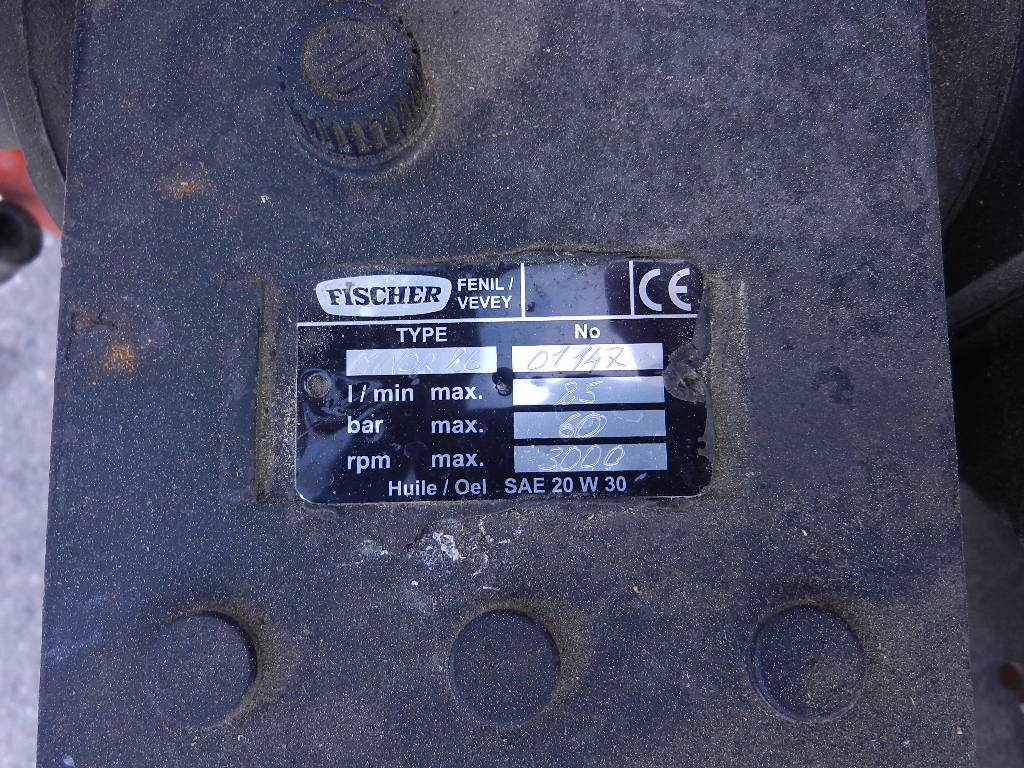 FISCHER FENIL / VEVEY CE
TYPE No
01147
l / min max. 85
bar max. 60
rpm max. 3000
Huile / Oel SAE 20 W 30